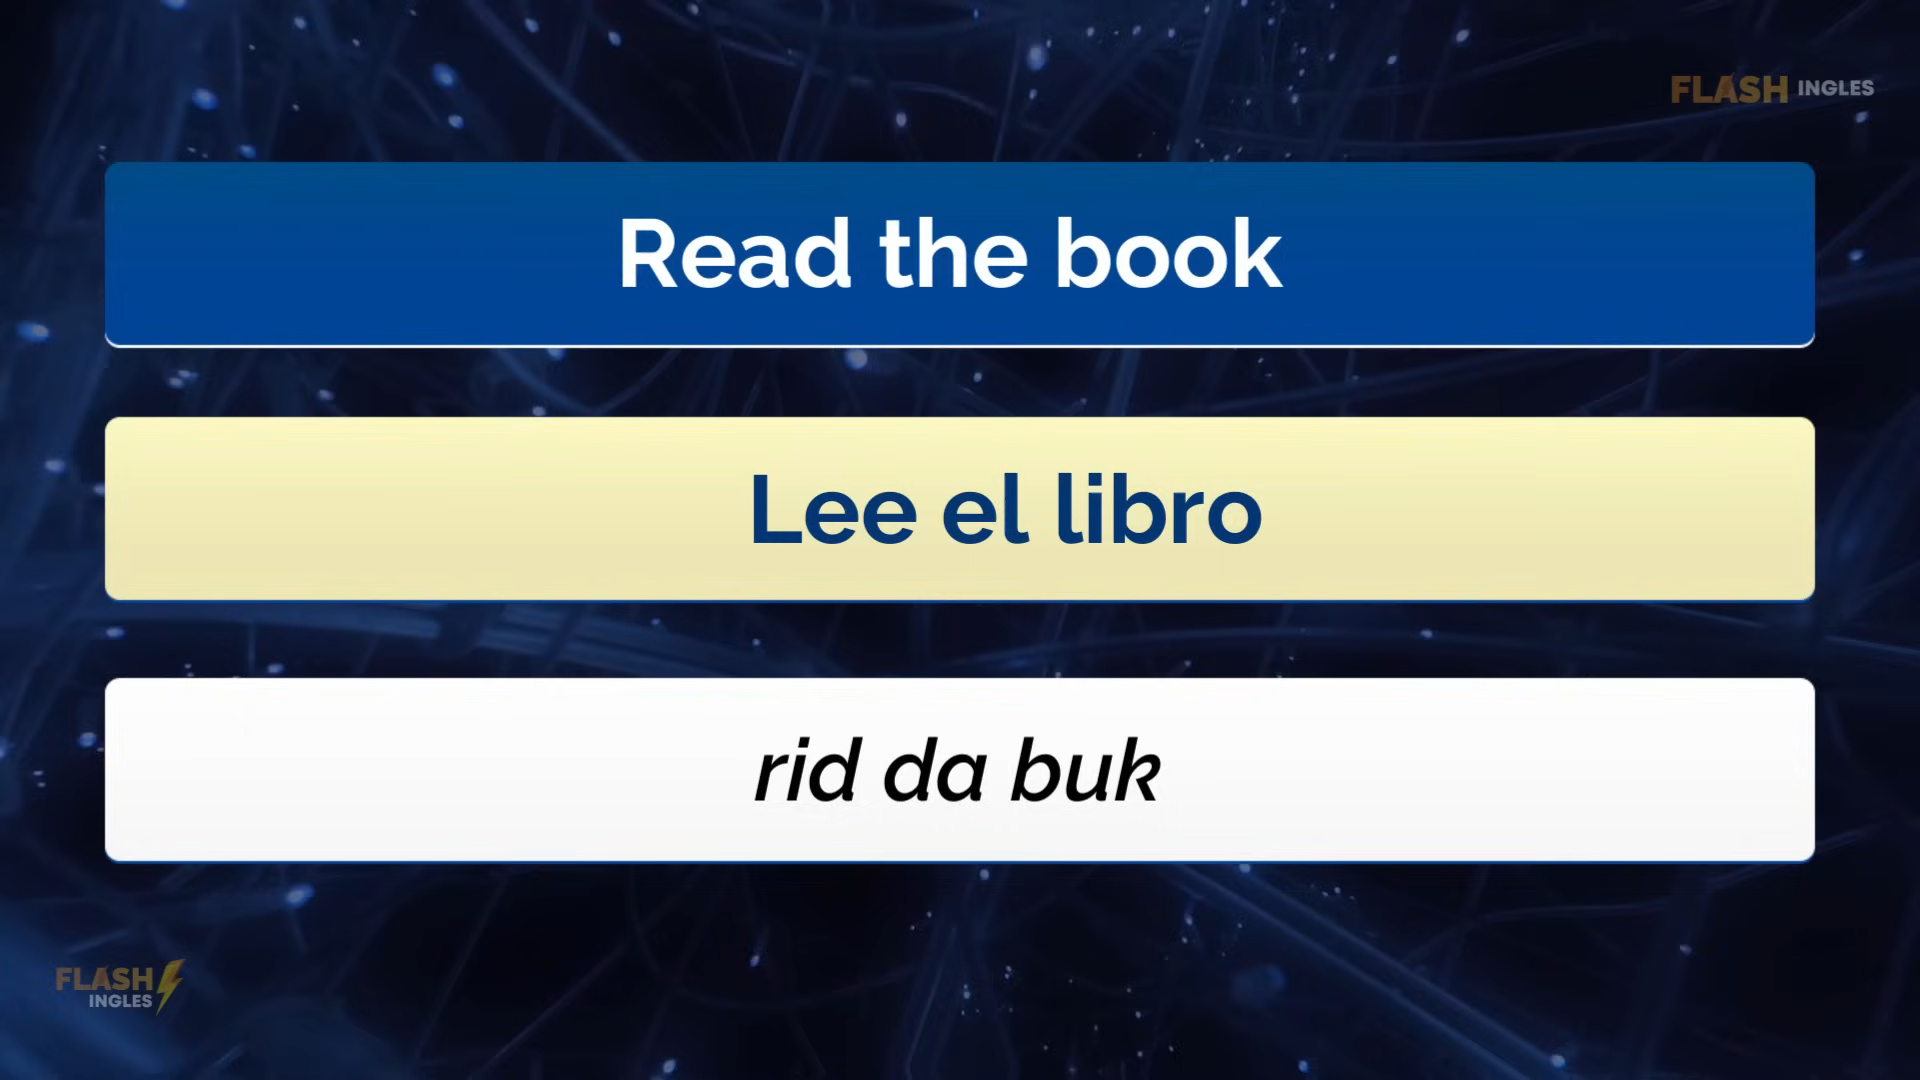 FLASH INGLES
Read the book
Lee el libro
rid da buk
FLASH
INGLES